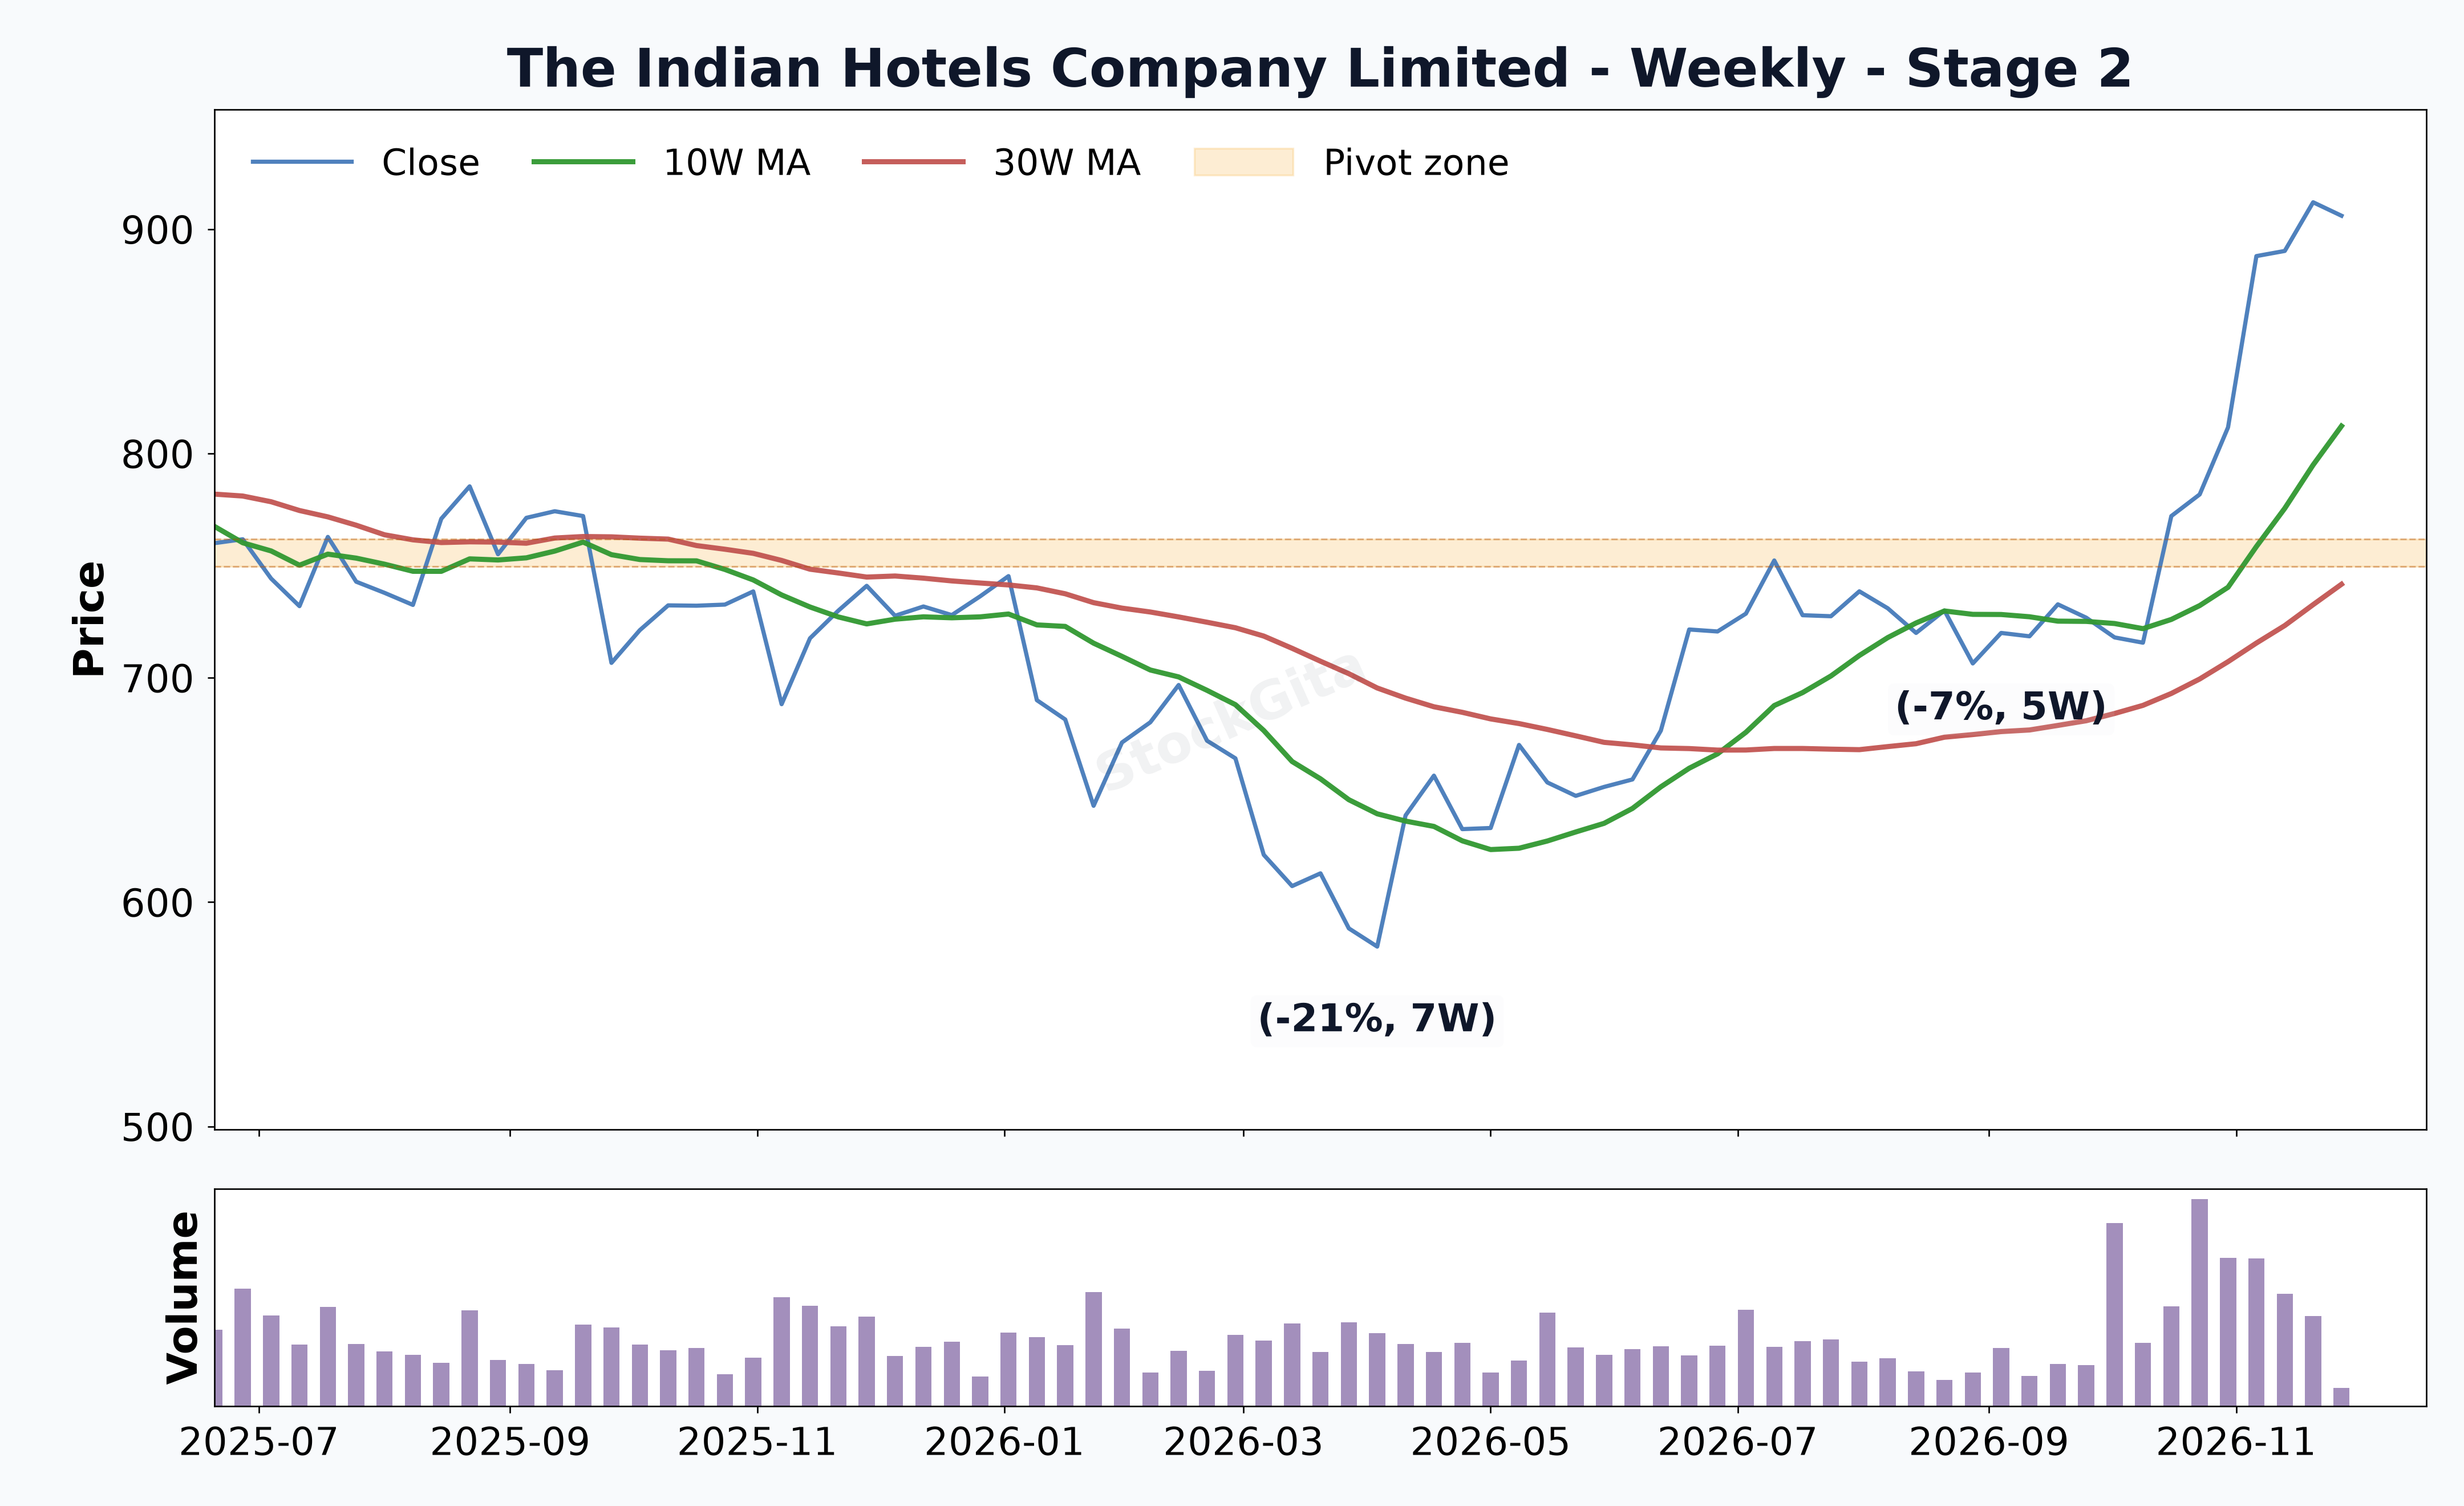 The Indian Hotels Company Limited - Weekly - Stage 2
Close 10W MA 30W MA Pivot zone
900
800
700
600
500
Price
StockGita
(-7%, 5W)
(-21%, 7W)
Volume
2025-07 2025-09 2025-11 2026-01 2026-03 2026-05 2026-07 2026-09 2026-11